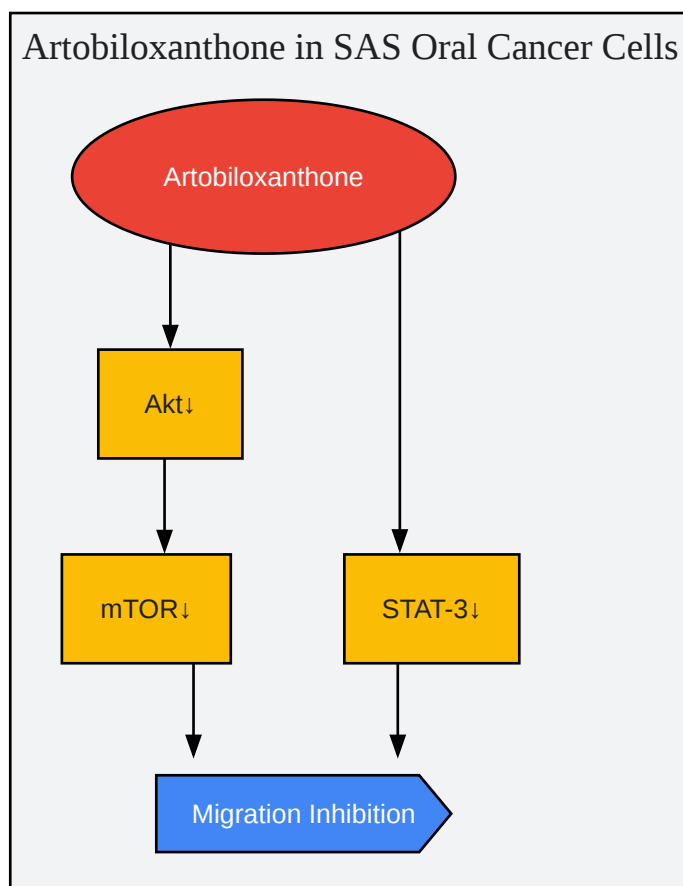 Artobiloxanthone in SAS Oral Cancer Cells
Artobiloxanthone
Akt↓
mTOR↓
STAT-3↓
Migration Inhibition